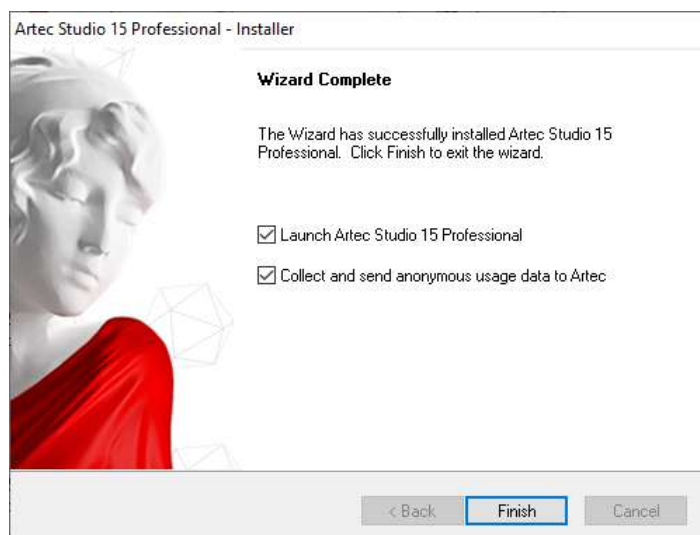 Artec Studio 15 Professional - Installer
Wizard Complete
The Wizard has successfully installed Artec Studio 15
Professional. Click Finish to exit the wizard.
Launch Artec Studio 15 Professional
Collect and send anonymous usage data to Artec
< Back
Finish
Cancel